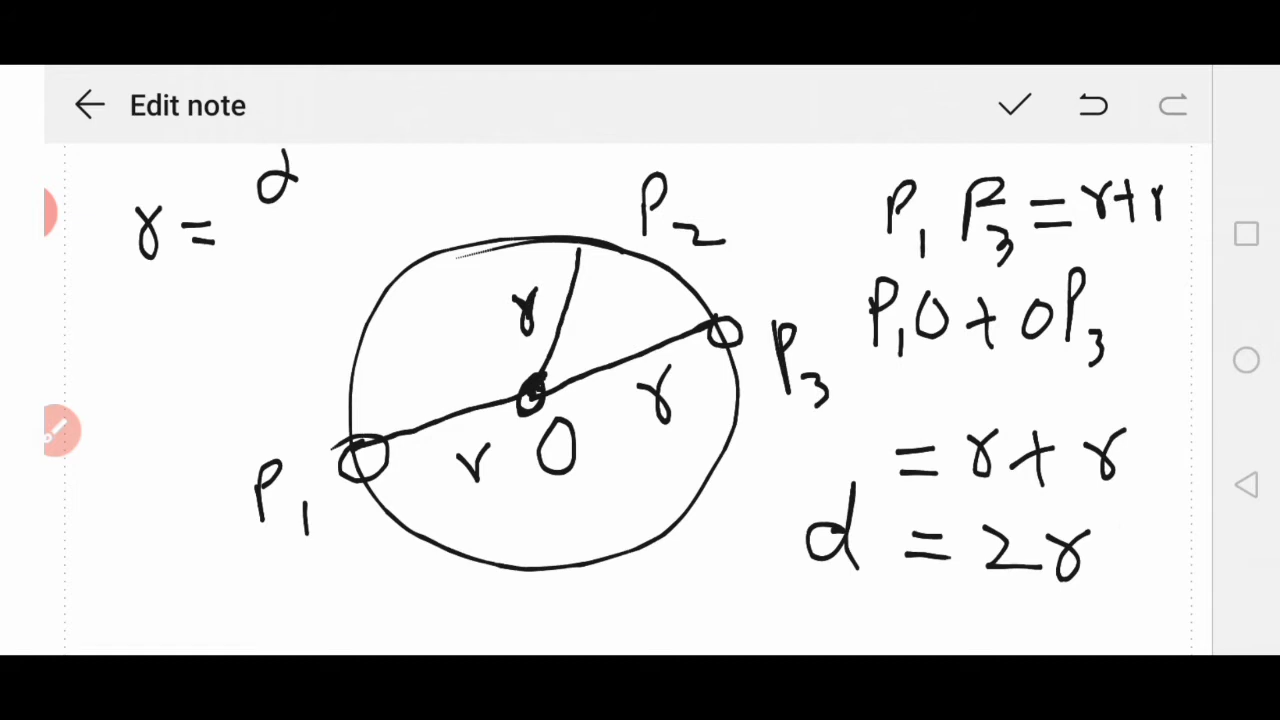 Edit note
d
r =
P2
P1 P3 = r+r
r
P1O + OP3
P3
r
r
O
P1
= r + r
d = 2r